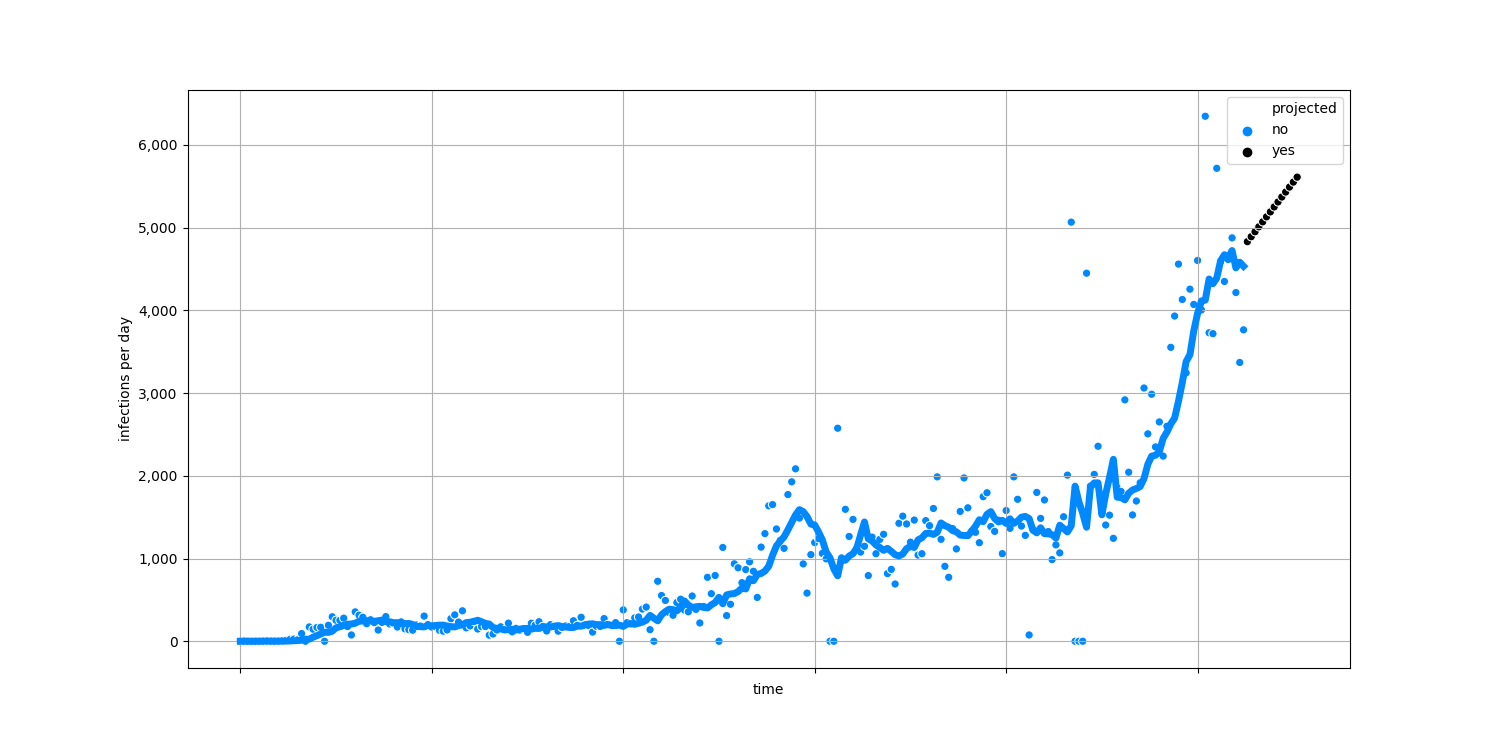 projected
no
yes
6,000
5,000
4,000
3,000
2,000
1,000
0
infections per day
time